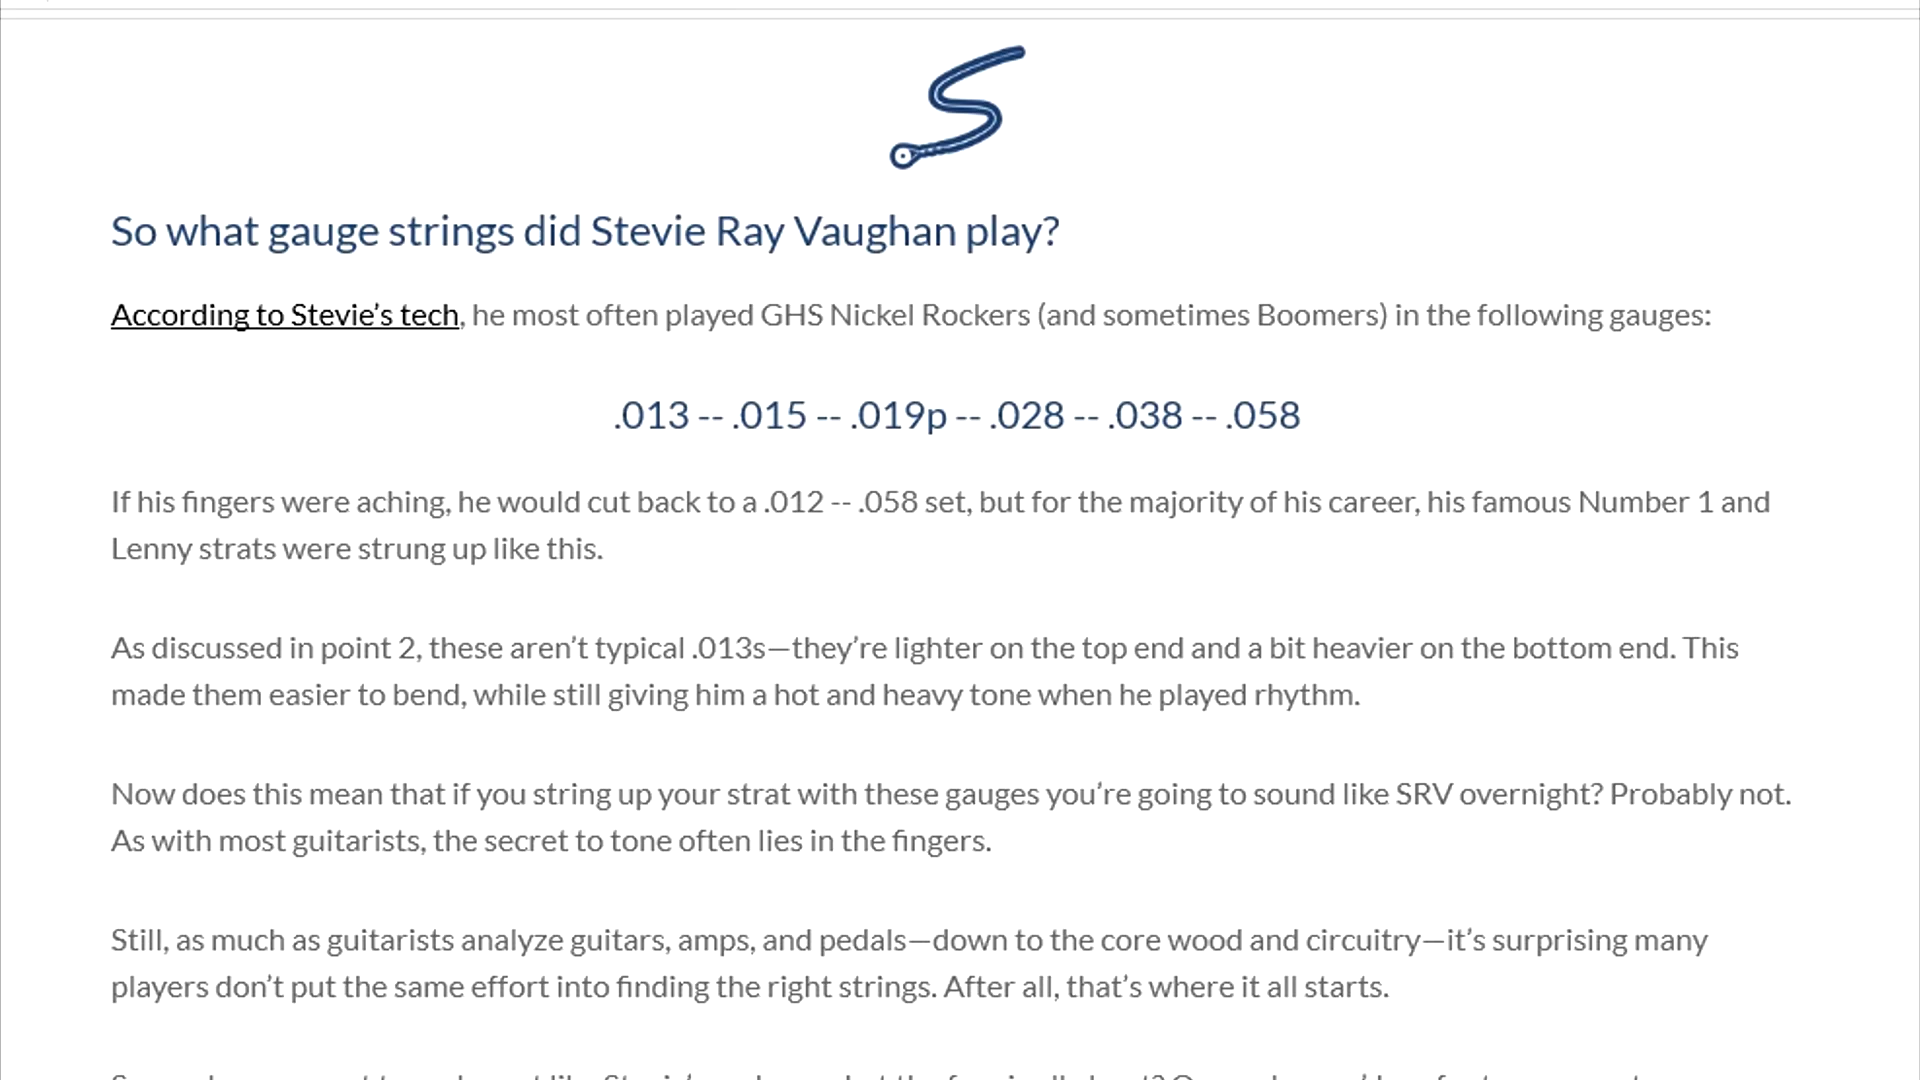 So what gauge strings did Stevie Ray Vaughan play?
According to Stevie’s tech, he most often played GHS Nickel Rockers (and sometimes Boomers) in the following gauges:
.013 -- .015 -- .019p -- .028 -- .038 -- .058
If his fingers were aching, he would cut back to a .012 -- .058 set, but for the majority of his career, his famous Number 1 and
Lenny strats were strung up like this.
As discussed in point 2, these aren’t typical .013s—they’re lighter on the top end and a bit heavier on the bottom end. This
made them easier to bend, while still giving him a hot and heavy tone when he played rhythm.
Now does this mean that if you string up your strat with these gauges you’re going to sound like SRV overnight? Probably not.
As with most guitarists, the secret to tone often lies in the fingers.
Still, as much as guitarists analyze guitars, amps, and pedals—down to the core wood and circuitry—it’s surprising many
players don’t put the same effort into finding the right strings. After all, that’s where it all starts.